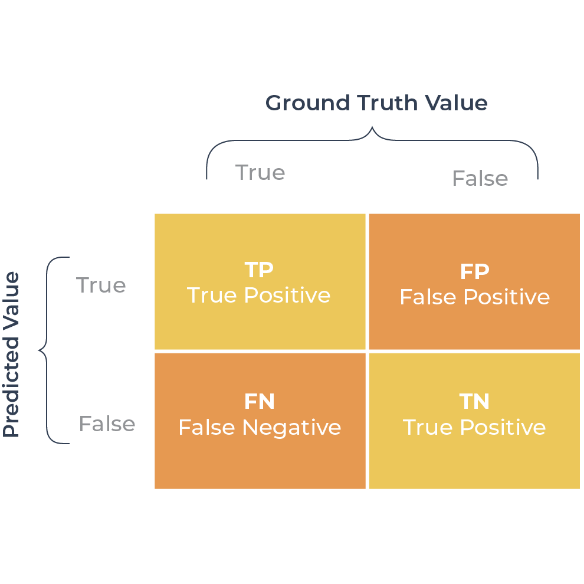 Ground Truth Value
True
False
Predicted Value
True
TP
True Positive
FP
False Positive
False
FN
False Negative
TN
True Positive